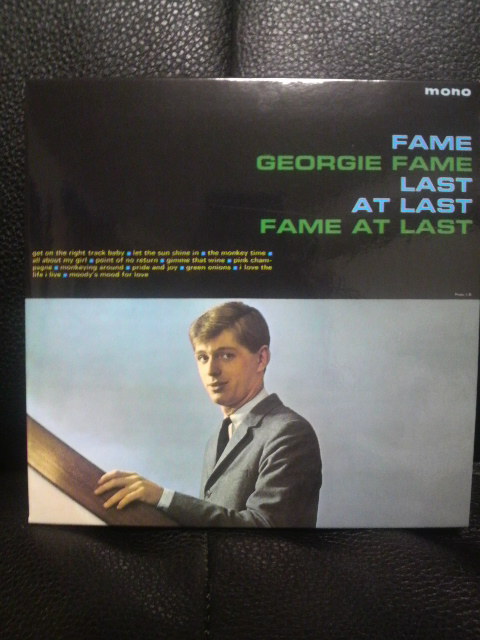 mono
FAME
GEORGIE FAME
LAST
AT LAST
FAME AT LAST
get on the right track baby ■ let the sun shine in ■ the monkey time ■
all about my girl ■ point of no return ■ gimme that wine ■ pink cham-
pagne ■ monkeying around ■ pride and joy ■ green onions ■ i love the
life i live ■ moody's mood for love